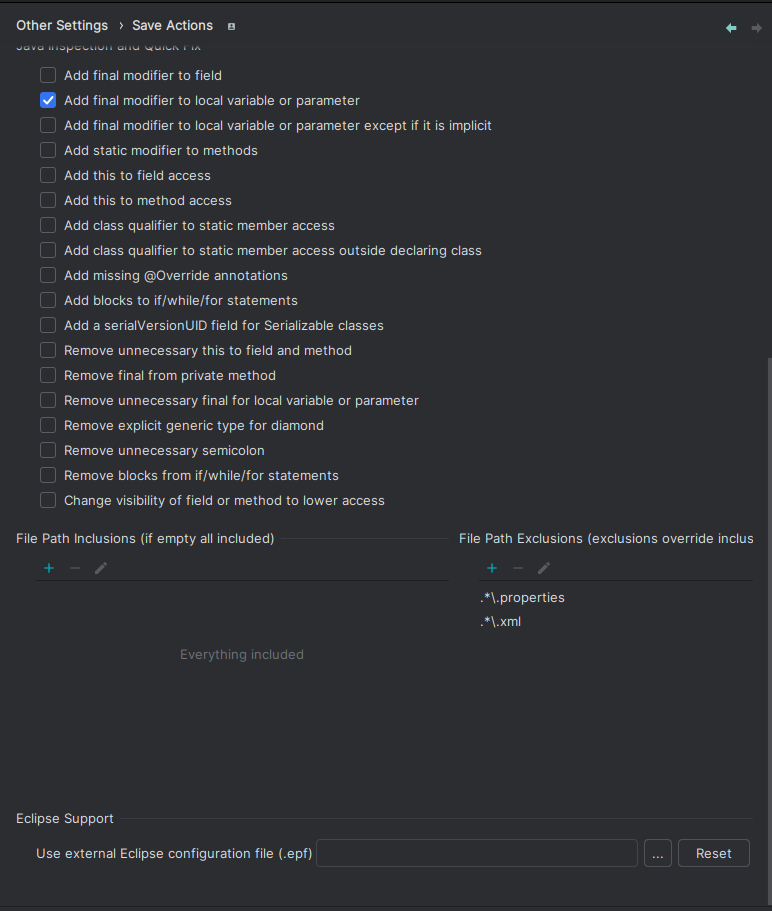 Other Settings › Save Actions
Java Inspection and Quick Fix
Add final modifier to field
Add final modifier to local variable or parameter
Add final modifier to local variable or parameter except if it is implicit
Add static modifier to methods
Add this to field access
Add this to method access
Add class qualifier to static member access
Add class qualifier to static member access outside declaring class
Add missing @Override annotations
Add blocks to if/while/for statements
Add a serialVersionUID field for Serializable classes
Remove unnecessary this to field and method
Remove final from private method
Remove unnecessary final for local variable or parameter
Remove explicit generic type for diamond
Remove unnecessary semicolon
Remove blocks from if/while/for statements
Change visibility of field or method to lower access
File Path Inclusions (if empty all included)
File Path Exclusions (exclusions override inclus
Everything included
.*\.properties
.*\.xml
Eclipse Support
Use external Eclipse configuration file (.epf)
...
Reset